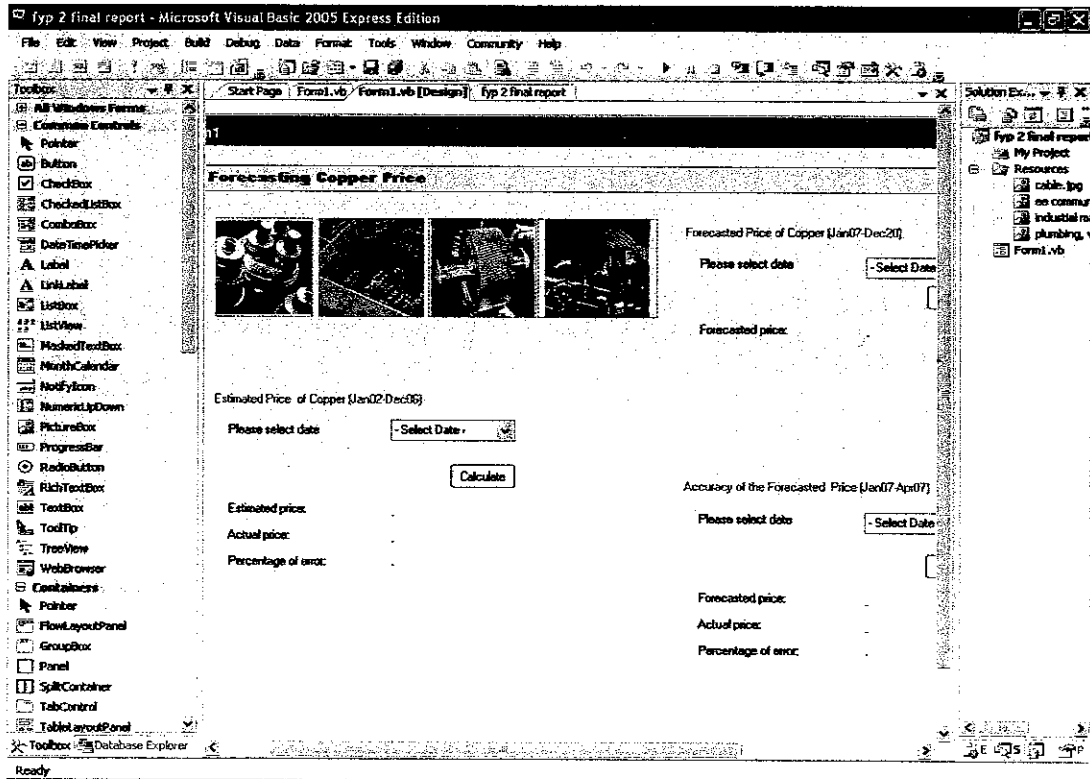 fyp 2 final report - Microsoft Visual Basic 2005 Express Edition
File Edit View Project Build Debug Data Format Tools Window Community Help
Toolbox
All Windows Forms
Common Controls
Pointer
Button
CheckBox
CheckedListBox
ComboBox
DateTimePicker
Label
LinkLabel
ListBox
ListView
MaskedTextBox
MonthCalendar
NotifyIcon
NumericUpDown
PictureBox
ProgressBar
RadioButton
RichTextBox
TextBox
ToolTip
TreeView
WebBrowser
Containers
Pointer
FlowLayoutPanel
GroupBox
Panel
SplitContainer
TabControl
TableLayoutPanel
Toolbox Database Explorer
Ready
Start Page Form1.vb Form1.vb [Design] fyp 2 final report
m1
Forecasting Copper Price
Estimated Price of Copper (Jan02-Dec06)
Please select date - Select Date -
Calculate
Estimated price: -
Actual price: -
Percentage of error: -
Forecasted Price of Copper (Jan07-Dec20)
Please select date - Select Date
Forecasted price: -
Accuracy of the Forecasted Price (Jan07-Apr07)
Please select date - Select Date
Forecasted price: -
Actual price: -
Percentage of error: -
Solution Ex...
fyp 2 final report
My Project
Resources
cable.jpg
ee commun
industial ma
plumbing, v
Form1.vb